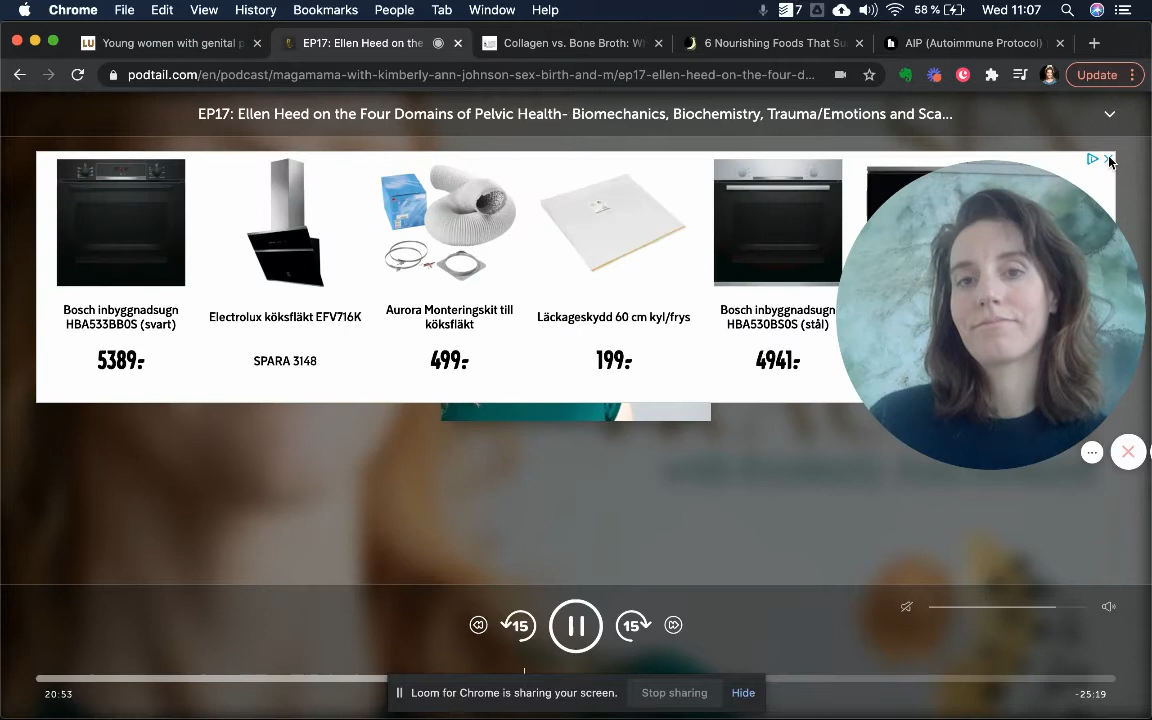 Chrome File Edit View History Bookmarks People Tab Window Help 7 58 % Wed 11:07
LU Young women with genital p
EP17: Ellen Heed on the
Collagen vs. Bone Broth: W
6 Nourishing Foods That Su
AIP (Autoimmune Protocol)
podtail.com/en/podcast/magamama-with-kimberly-ann-johnson-sex-birth-and-m/ep17-ellen-heed-on-the-four-d...
Update
EP17: Ellen Heed on the Four Domains of Pelvic Health- Biomechanics, Biochemistry, Trauma/Emotions and Sca...
Bosch inbyggnadsugn
HBA533BB0S (svart)
5389:-
Electrolux köksfläkt EFV716K
SPARA 3148
Aurora Monteringskit till
köksfläkt
499:-
Läckageskydd 60 cm kyl/frys
199:-
Bosch inbyggnadsugn
HBA530BS0S (stål)
4941:-
15
15
20:53
-25:19
Loom for Chrome is sharing your screen.
Stop sharing
Hide